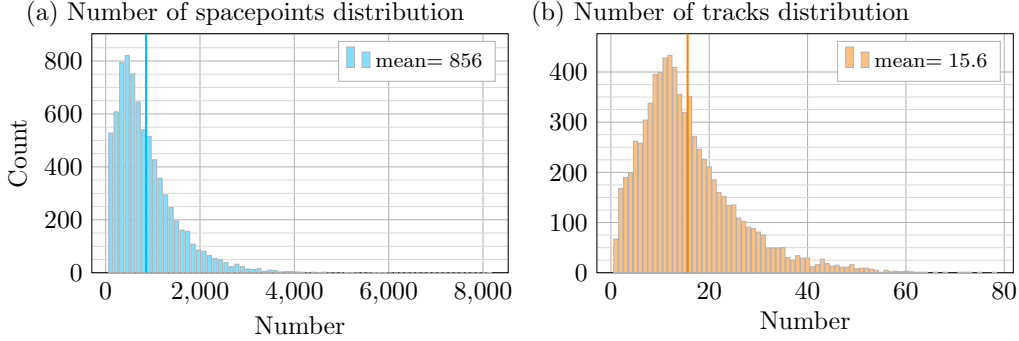 (a) Number of spacepoints distribution
800
600
400
200
0
Count
mean= 856
0
2,000
4,000
6,000
8,000
Number
(b) Number of tracks distribution
400
300
200
100
0
mean= 15.6
0
20
40
60
80
Number